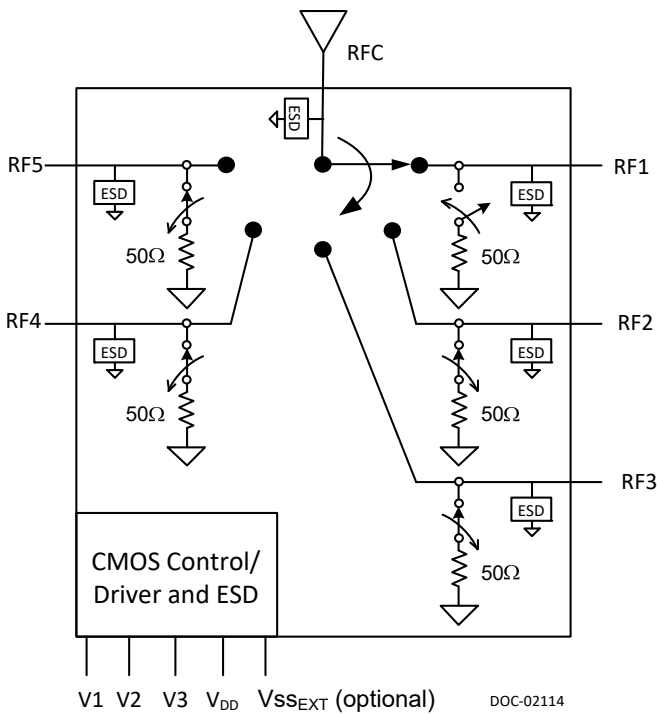 RFC
ESD
RF5
RF1
ESD
ESD
50Ω
50Ω
RF4
RF2
ESD
ESD
50Ω
50Ω
RF3
ESD
50Ω
CMOS Control/
Driver and ESD
V1 V2 V3 VDD VssEXT (optional)
DOC-02114